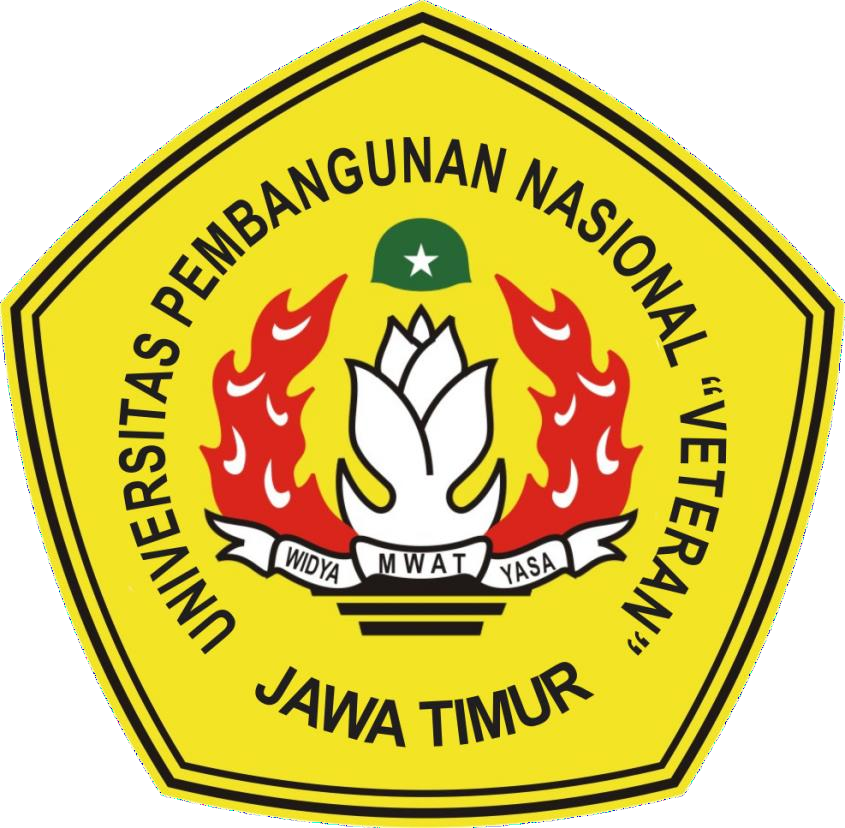 UNIVERSITAS PEMBANGUNAN NASIONAL “VETERAN”
WIDYA MWAT YASA
JAWA TIMUR